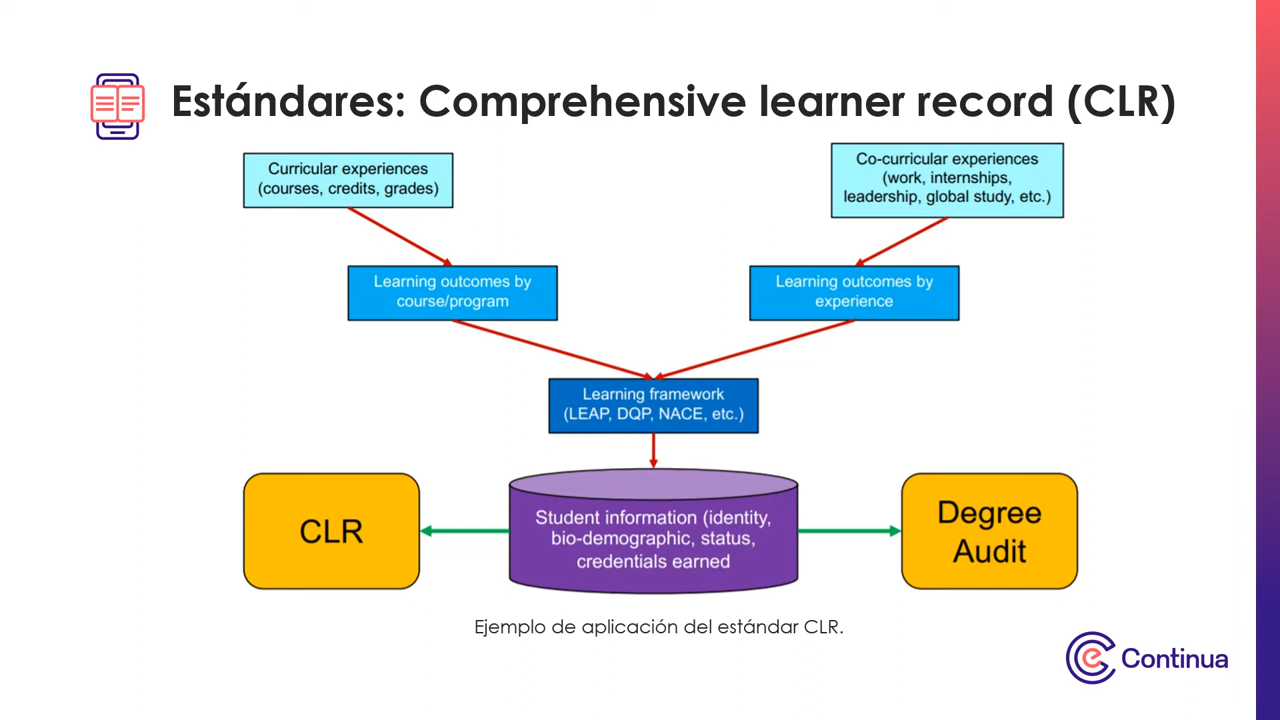 Estándares: Comprehensive learner record (CLR)
Curricular experiences
(courses, credits, grades)
Co-curricular experiences
(work, internships,
leadership, global study, etc.)
Learning outcomes by
course/program
Learning outcomes by
experience
Learning framework
(LEAP, DQP, NACE, etc.)
CLR
Student information (identity,
bio-demographic, status,
credentials earned
Degree
Audit
Ejemplo de aplicación del estándar CLR.
e Continua